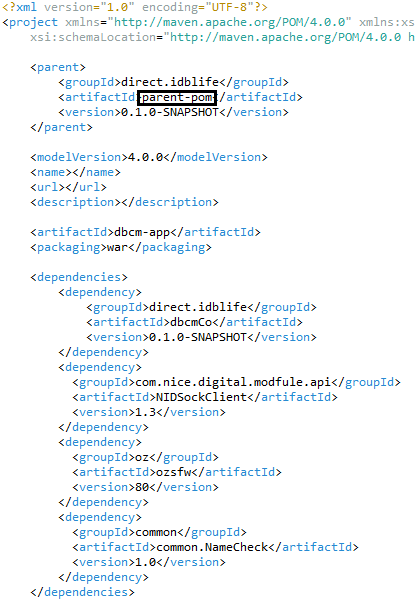 <?xml version="1.0" encoding="UTF-8"?>
<project xmlns="http://maven.apache.org/POM/4.0.0" xmlns:xs
xsi:schemaLocation="http://maven.apache.org/POM/4.0.0 h
<parent>
<groupId>direct.idblife</groupId>
<artifactId>parent-pom</artifactId>
<version>0.1.0-SNAPSHOT</version>
</parent>
<modelVersion>4.0.0</modelVersion>
<name></name>
<url></url>
<description></description>
<artifactId>dbcm-app</artifactId>
<packaging>war</packaging>
<dependencies>
<dependency>
<groupId>direct.idblife</groupId>
<artifactId>dbcmCo</artifactId>
<version>0.1.0-SNAPSHOT</version>
</dependency>
<dependency>
<groupId>com.nice.digital.modfule.api</groupId>
<artifactId>NIDSockClient</artifactId>
<version>1.3</version>
</dependency>
<dependency>
<groupId>oz</groupId>
<artifactId>ozsfw</artifactId>
<version>80</version>
</dependency>
<dependency>
<groupId>common</groupId>
<artifactId>common.NameCheck</artifactId>
<version>1.0</version>
</dependency>
</dependencies>